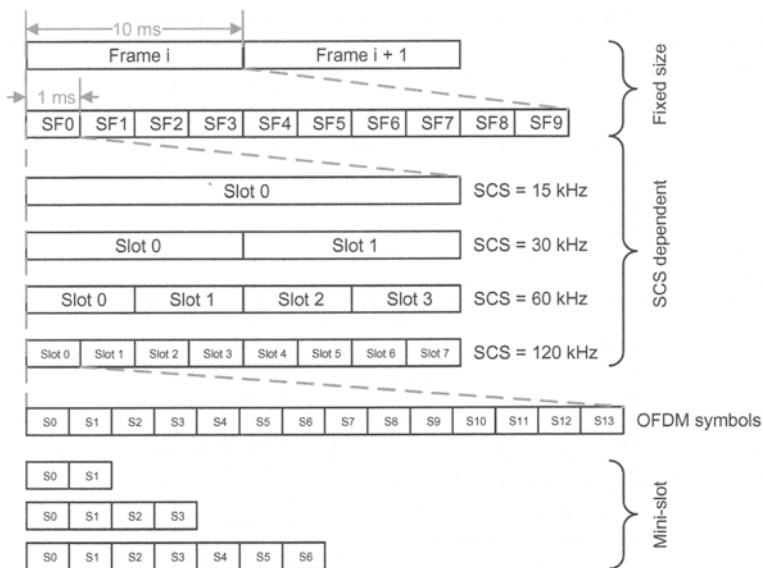 10 ms
Frame i Frame i + 1
1 ms
SF0 SF1 SF2 SF3 SF4 SF5 SF6 SF7 SF8 SF9
Fixed size
Slot 0 SCS = 15 kHz
Slot 0 Slot 1 SCS = 30 kHz
Slot 0 Slot 1 Slot 2 Slot 3 SCS = 60 kHz
Slot 0 Slot 1 Slot 2 Slot 3 Slot 4 Slot 5 Slot 6 Slot 7 SCS = 120 kHz
SCS dependent
S0 S1 S2 S3 S4 S5 S6 S7 S8 S9 S10 S11 S12 S13 OFDM symbols
S0 S1
S0 S1 S2 S3
S0 S1 S2 S3 S4 S5 S6
Mini-slot